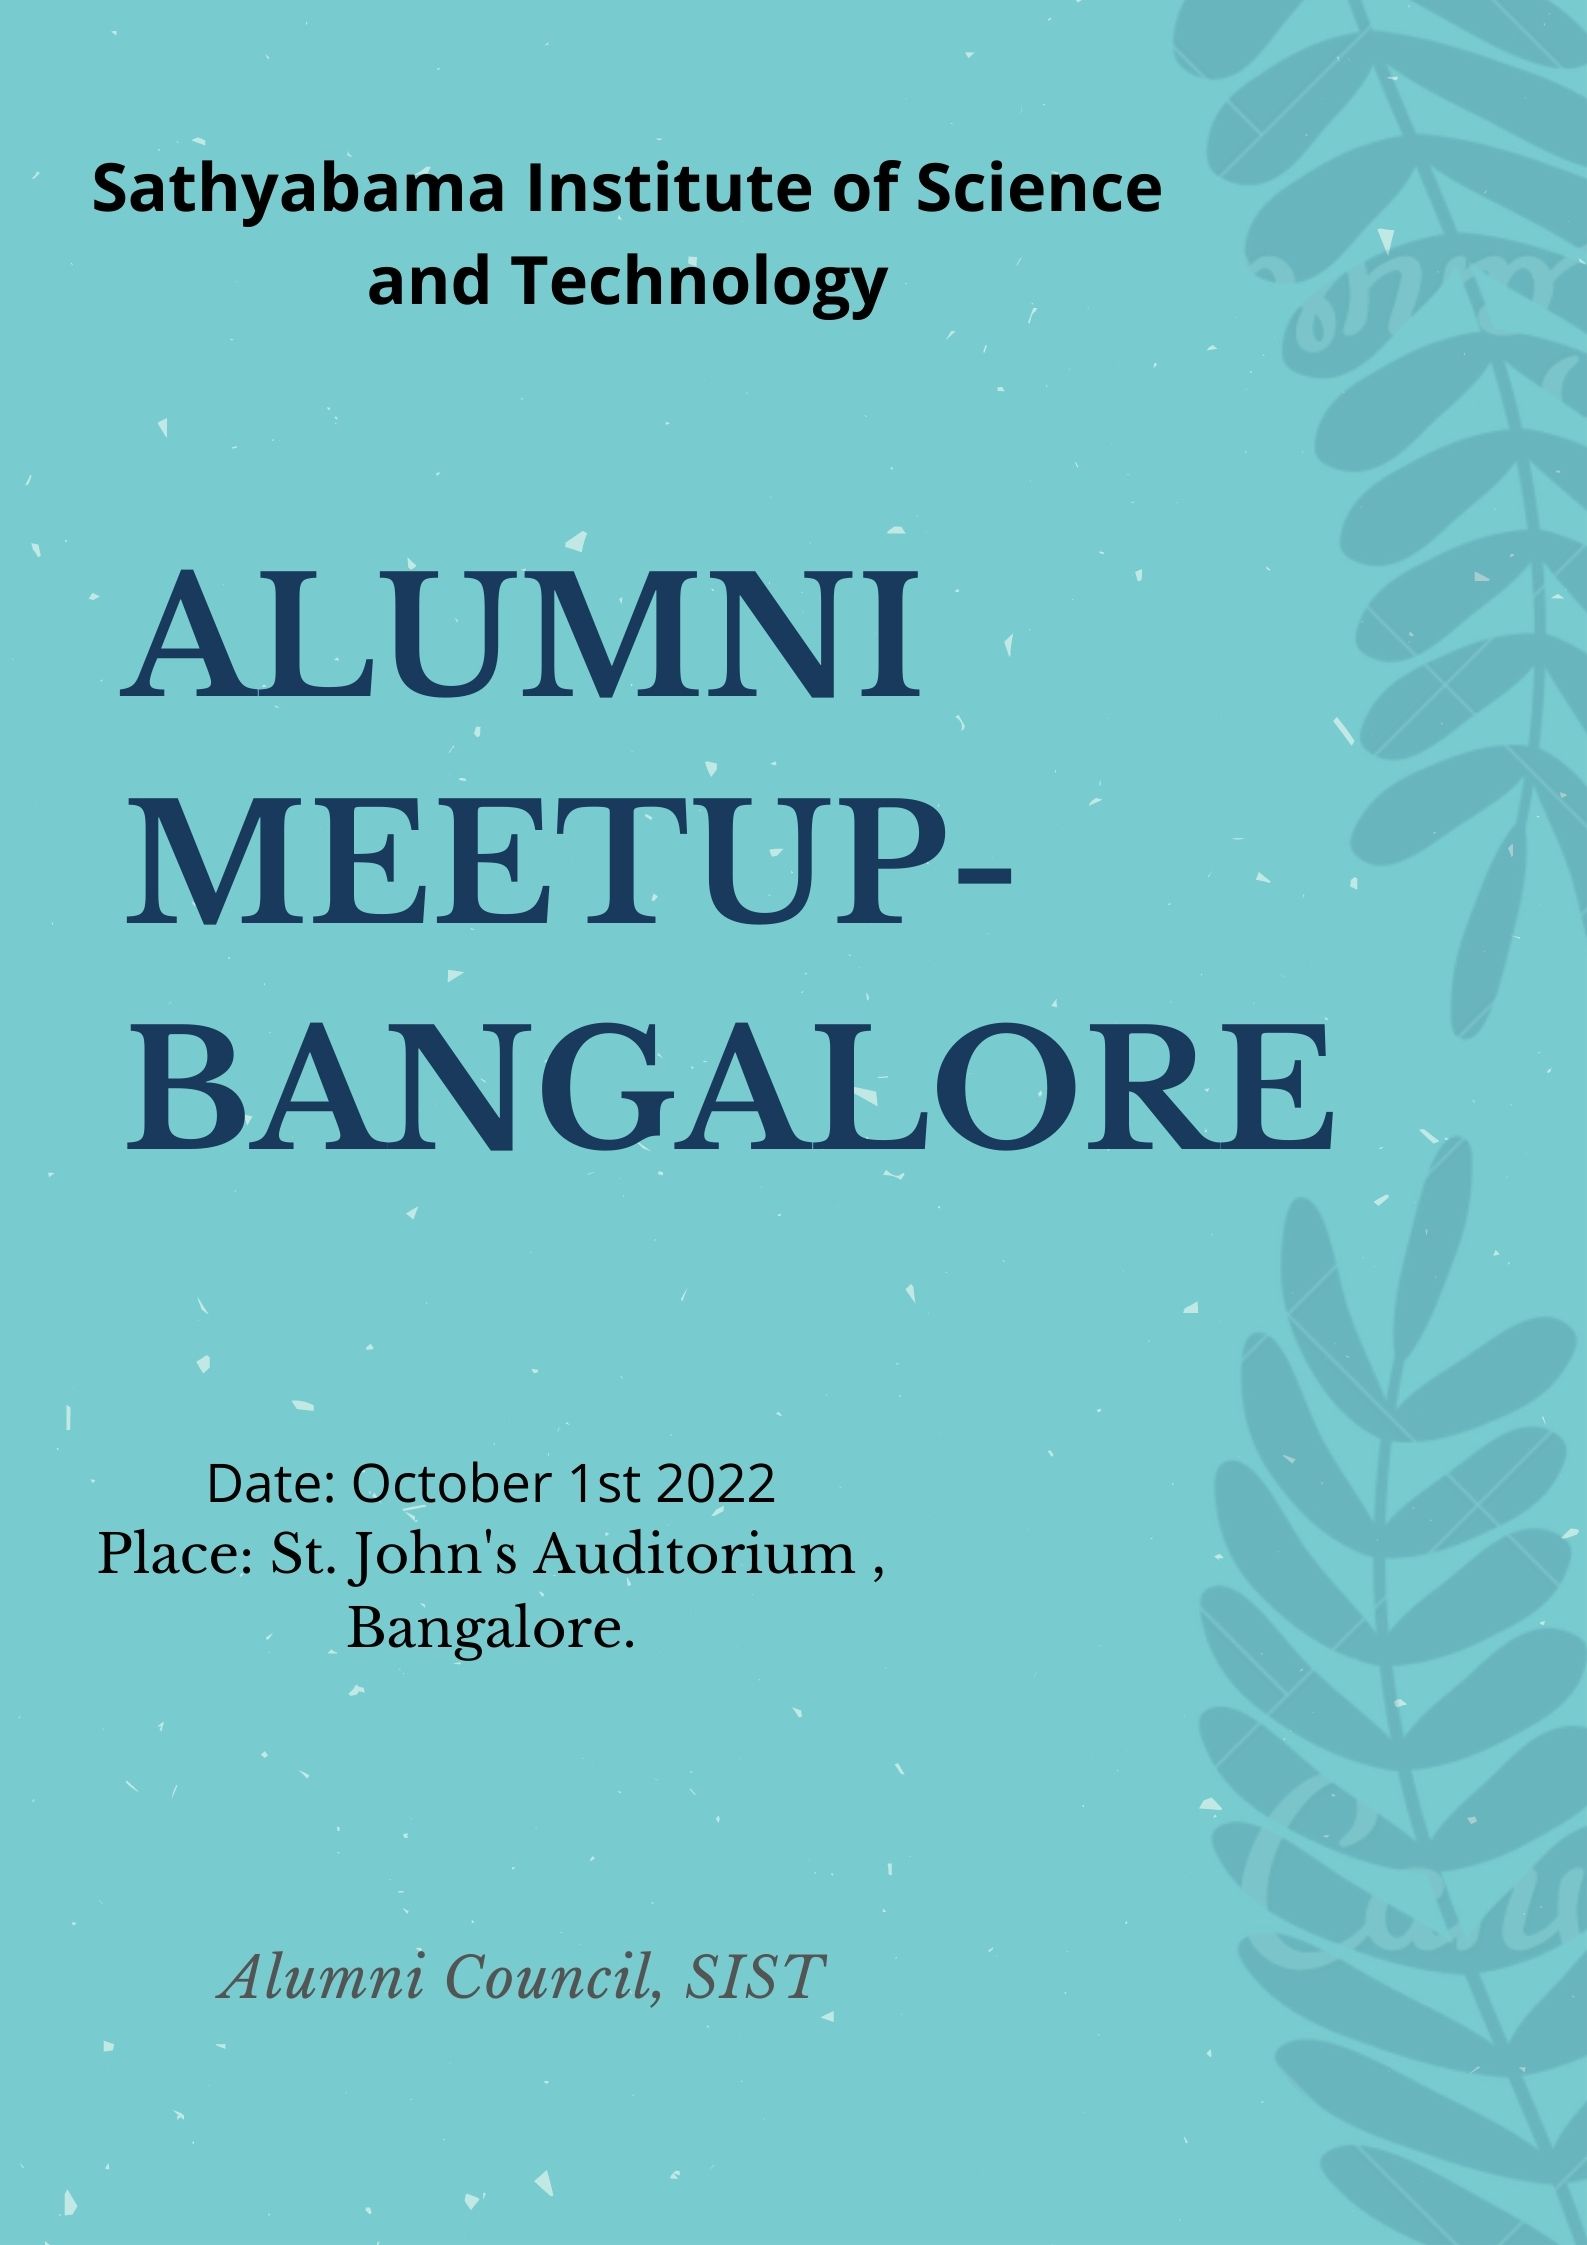 Sathyabama Institute of Science
and Technology
ALUMNI
MEETUP-
BANGALORE
Date: October 1st 2022
Place: St. John's Auditorium ,
Bangalore.
Alumni Council, SIST